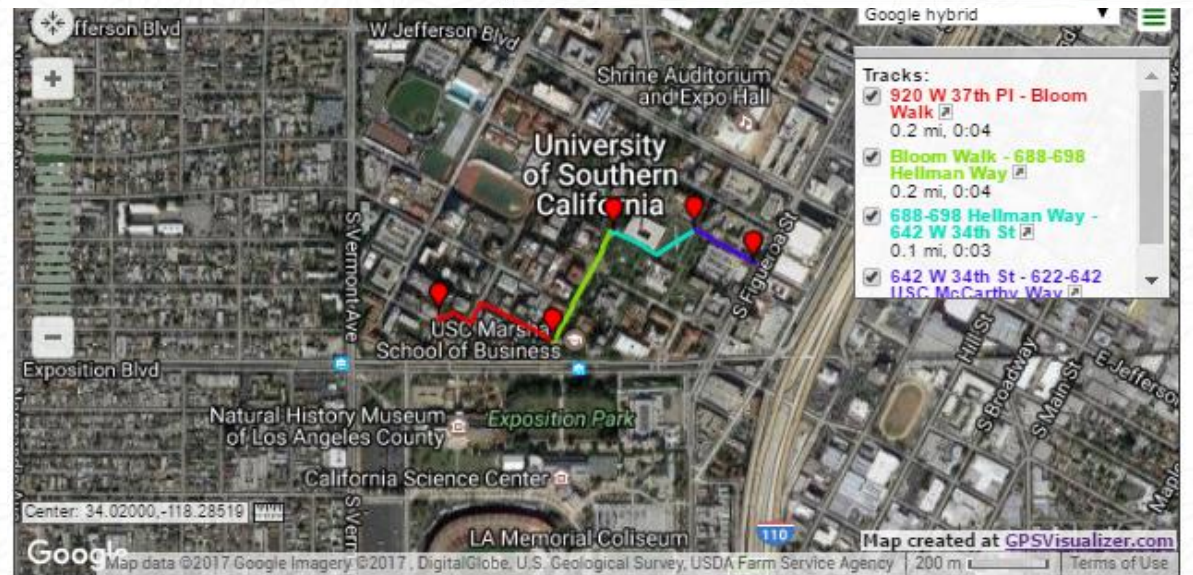 fferson Blvd
W Jefferson Blvd
Google hybrid
Shrine Auditorium
and Expo Hall
University
of Southern
California
Tracks:
920 W 37th Pl - Bloom
Walk
0.2 mi, 0:04
Bloom Walk - 688-698
Hellman Way
0.2 mi, 0:04
688-698 Hellman Way -
642 W 34th St
0.1 mi, 0:03
642 W 34th St - 622-642
USC McCarthy Way
S Vermont Ave
S Figueroa St
USC Marsha
School of Business
Exposition Blvd
Hill St
S Broadway
S Main St
E Jefferso
Maple
Natural History Museum
of Los Angeles County
Exposition Park
California Science Center
Center: 34.02000,-118.28519
S Verm
LA Memorial Coliseum
110
Map created at GPSVisualizer.com
Google
Map data ©2017 Google Imagery ©2017 , DigitalGlobe, U.S. Geological Survey, USDA Farm Service Agency
200 m
Terms of Use